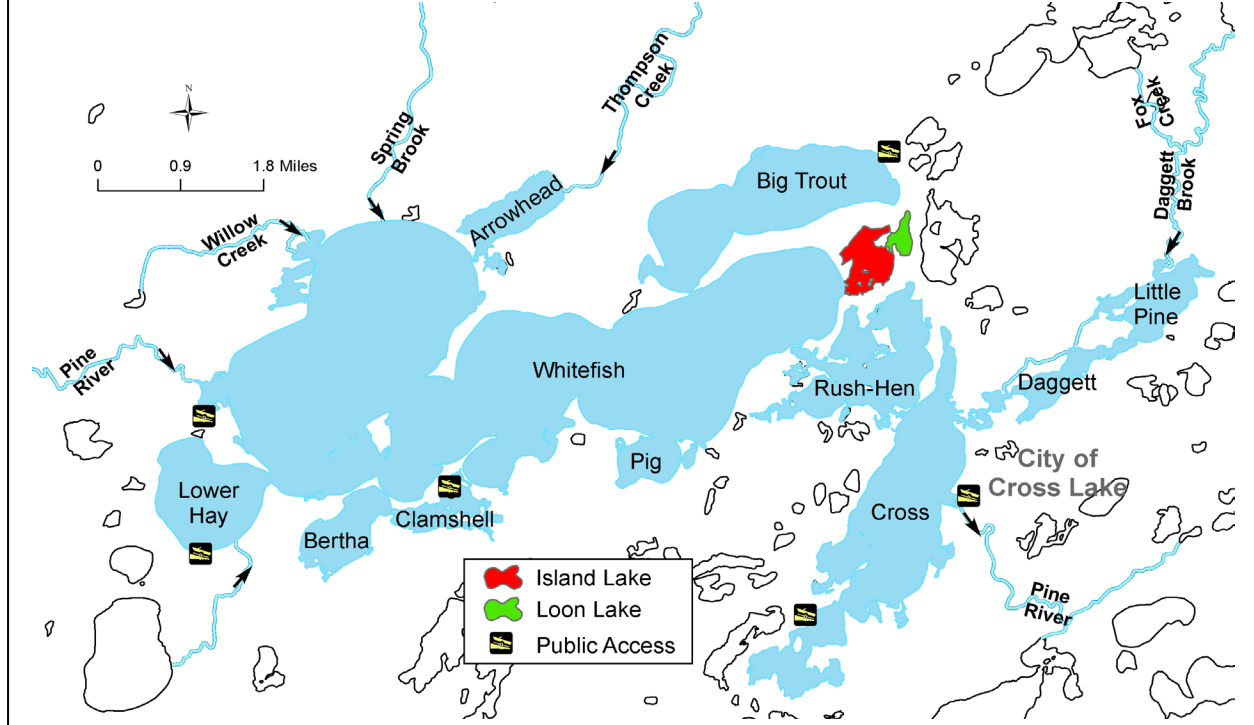 N
0
0.9
1.8 Miles
Spring
Brook
Thompson
Creek
Fox
Creek
Daggett
Brook
Willow
Creek
Arrowhead
Big Trout
Little
Pine
Pine
River
Whitefish
Rush-Hen
Daggett
Pig
City of
Cross Lake
Lower
Hay
Clamshell
Bertha
Cross
Island Lake
Loon Lake
Public Access
Pine
River